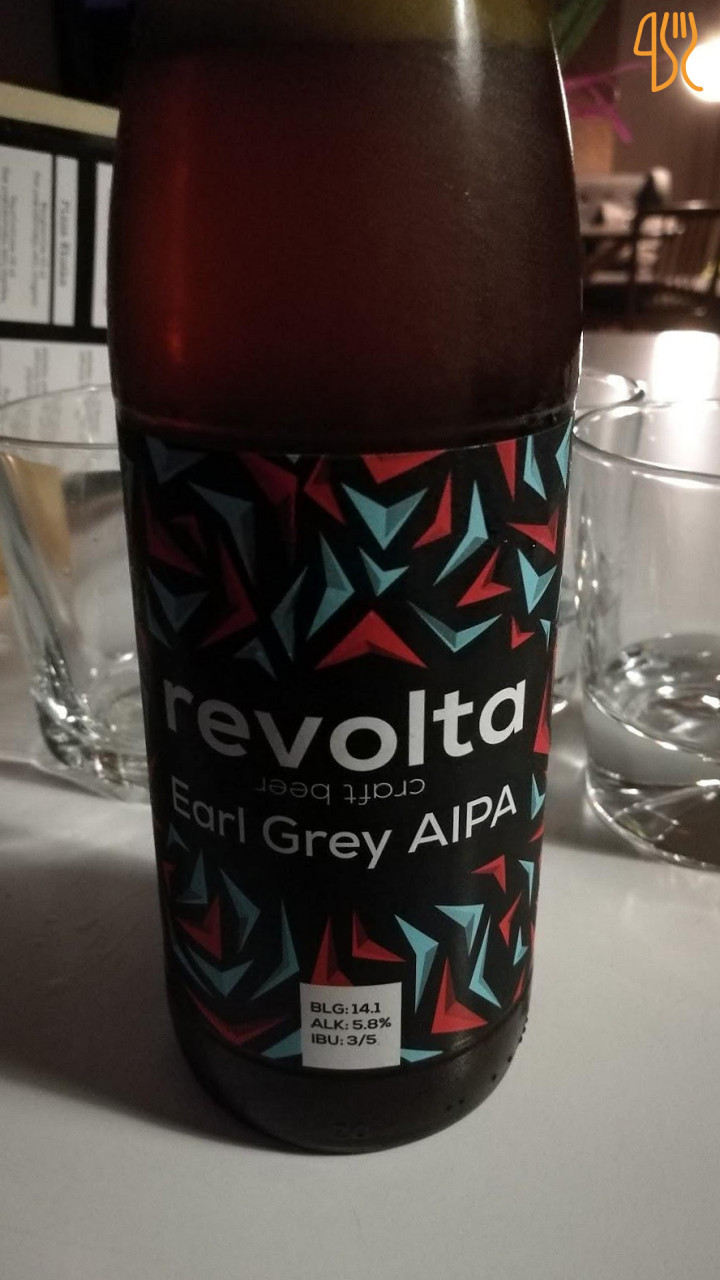 revolta
craft beer
Earl Grey AIPA
BLG: 14.1
ALK: 5.8%
IBU: 3/5